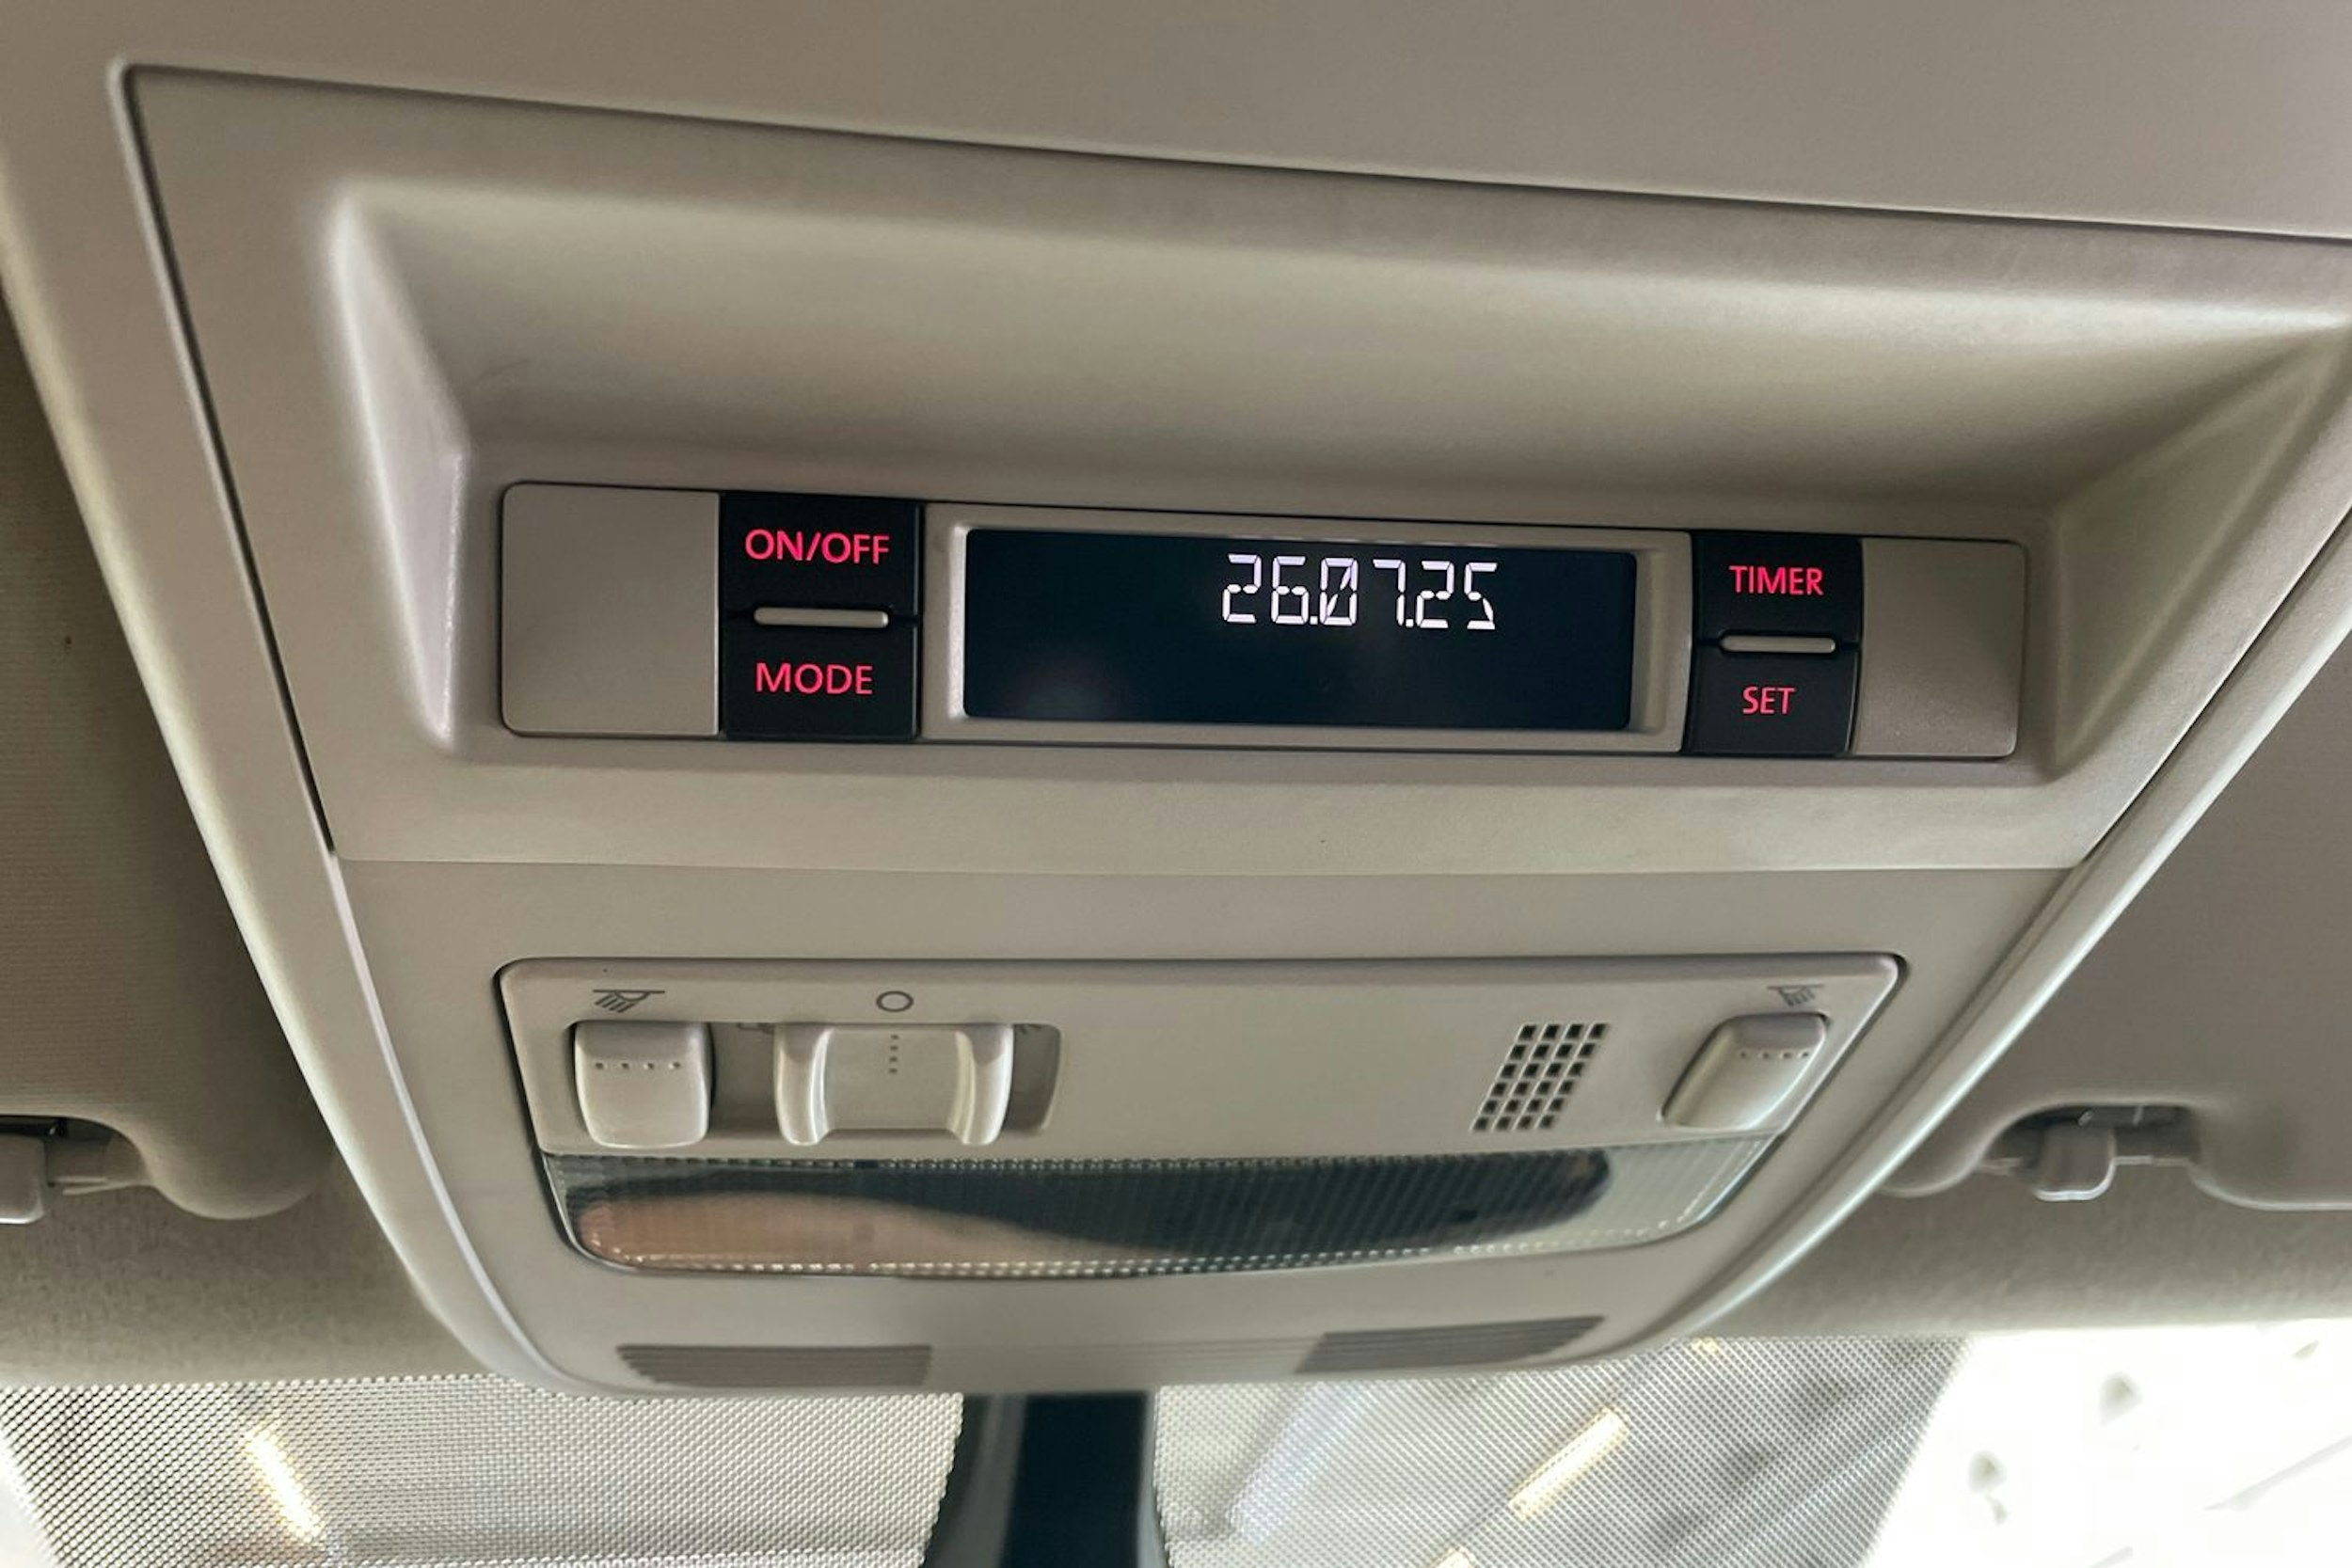 ON/OFF
MODE
26.07.25
TIMER
SET